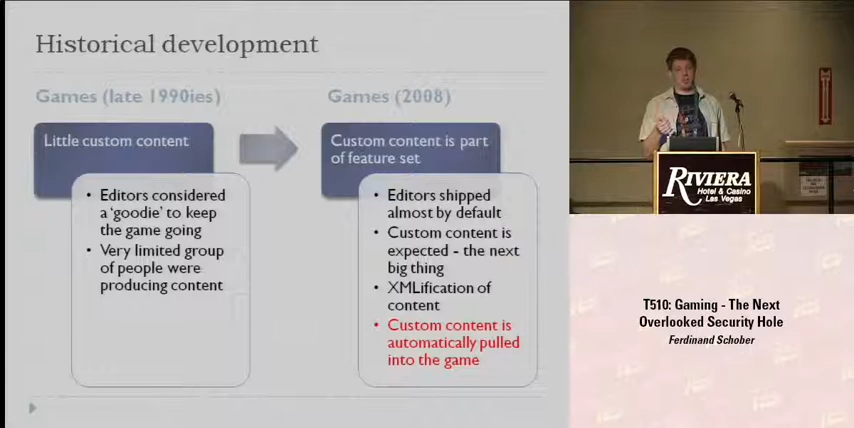 Historical development
Games (late 1990ies)
Little custom content
• Editors considered
a 'goodie' to keep
the game going
• Very limited group
of people were
producing content
Games (2008)
Custom content is part
of feature set
• Editors shipped
almost by default
• Custom content is
expected - the next
big thing
• XMLification of
content
• Custom content is
automatically pulled
into the game
RIVIERA
Hotel & Casino
Las Vegas
T510: Gaming - The Next
Overlooked Security Hole
Ferdinand Schober